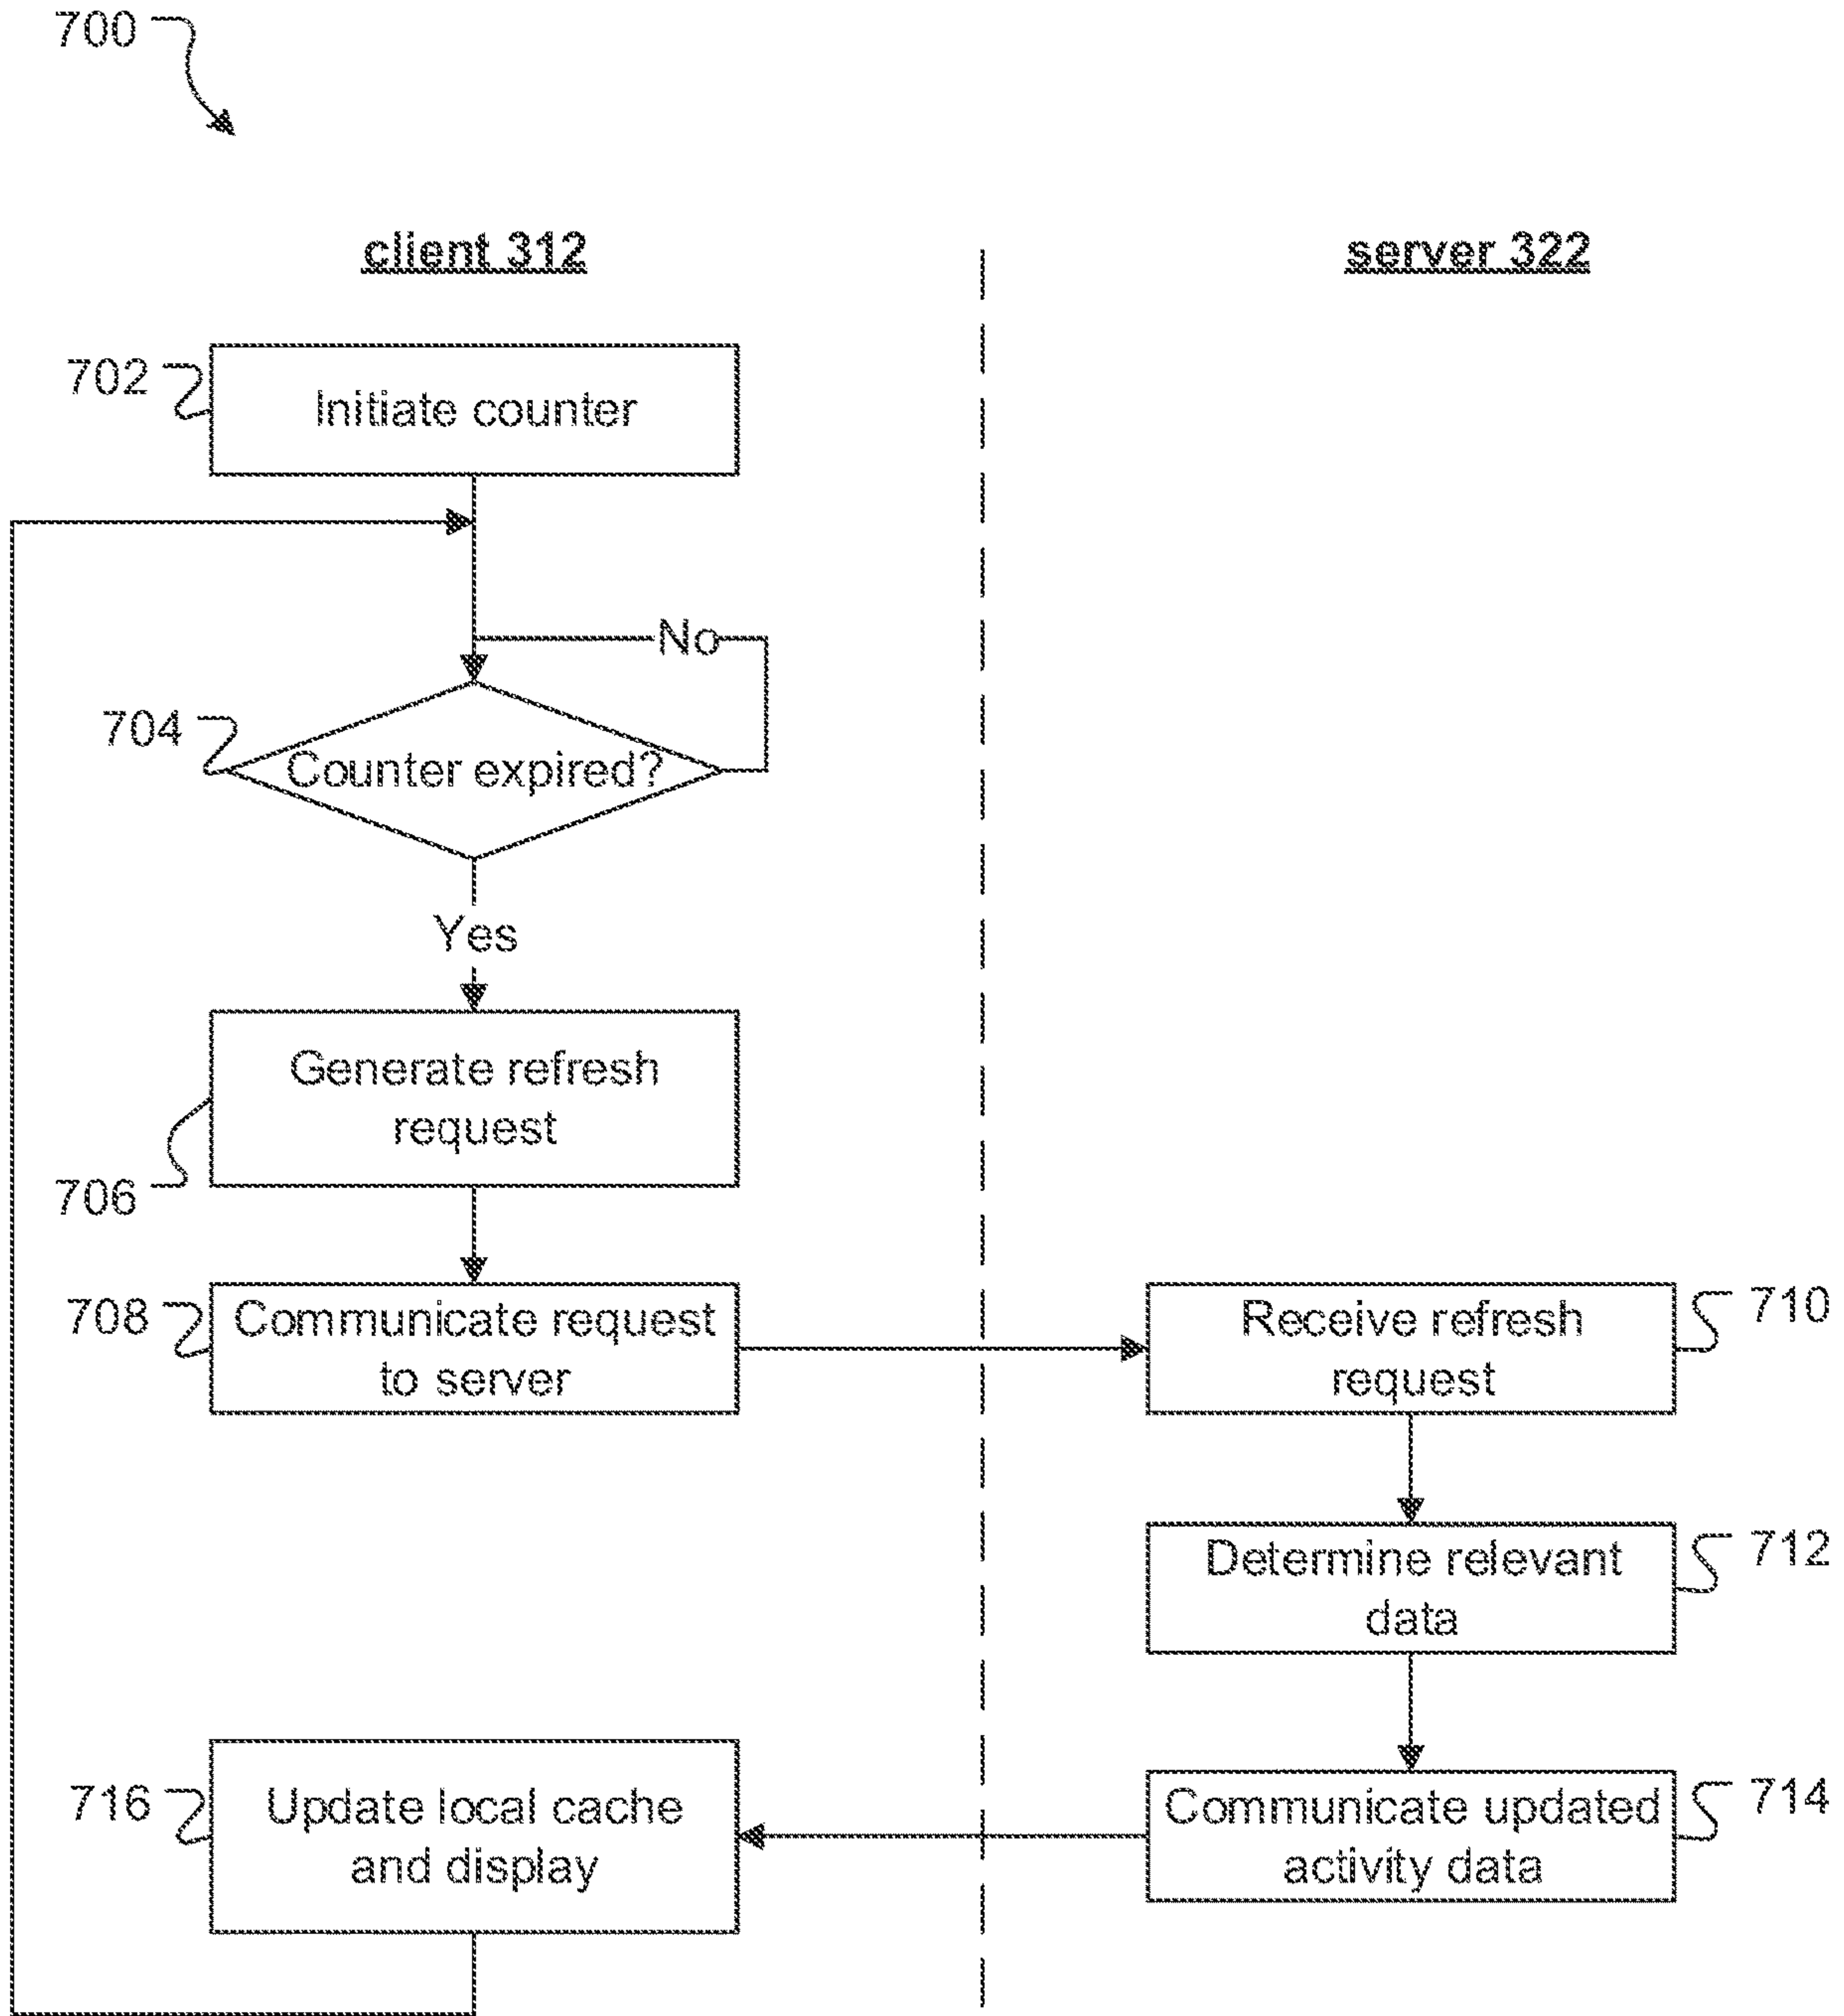 700
client 312
server 322
702
Initiate counter
No
704
Counter expired?
Yes
Generate refresh
request
706
708
Communicate request
to server
Receive refresh
request
710
Determine relevant
data
712
716
Update local cache
and display
Communicate updated
activity data
714